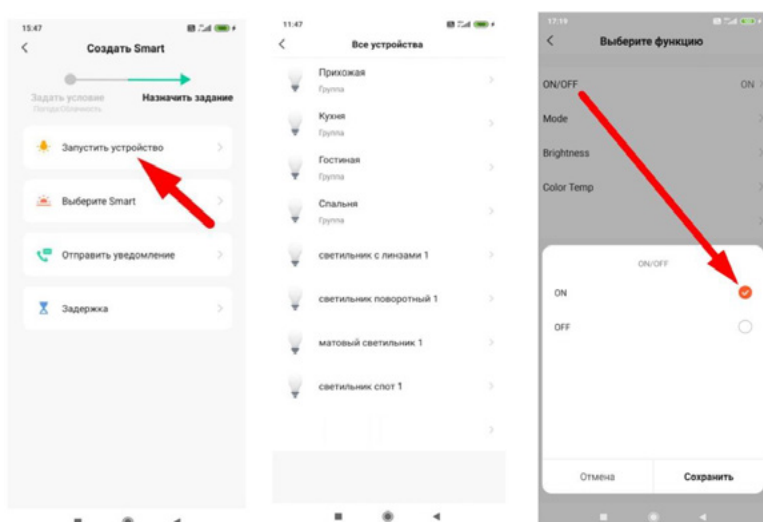 15:47
Создать Smart
Задать условие
Погода:Облачность
Назначить задание
Запустить устройство
Выберите Smart
Отправить уведомление
Задержка
11:47
Все устройства
Прихожая
Группа
Кухня
Группа
Гостиная
Группа
Спальня
Группа
светильник с линзами 1
светильник поворотный 1
матовый светильник 1
светильник спот 1
17:19
Выберите функцию
ON/OFF
ON
Mode
Brightness
Color Temp
ON/OFF
ON
OFF
Отмена
Сохранить